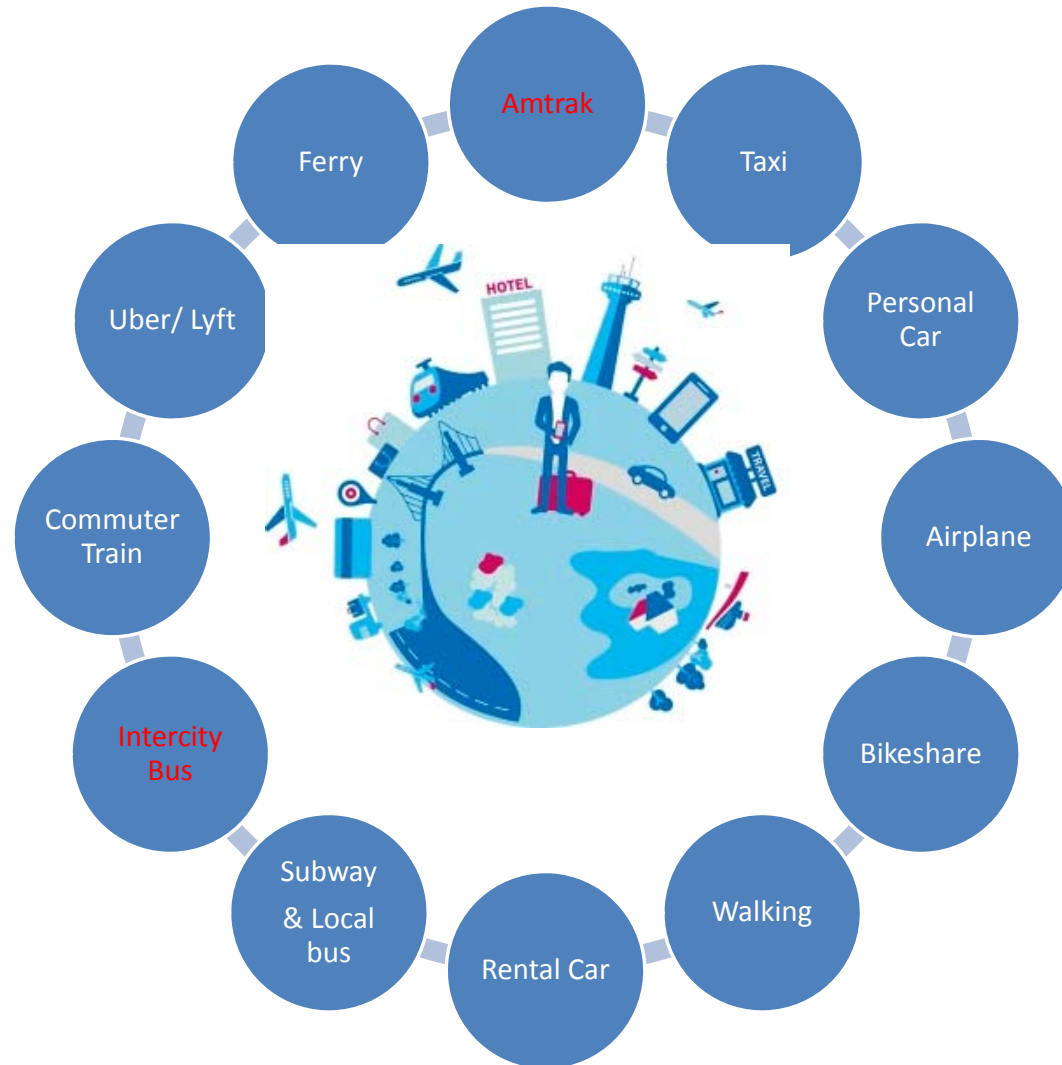 Amtrak
Taxi
Personal
Car
Airplane
Bikeshare
Walking
Rental Car
Subway
& Local
bus
Intercity
Bus
Commuter
Train
Uber/ Lyft
Ferry
HOTEL
TRAVEL